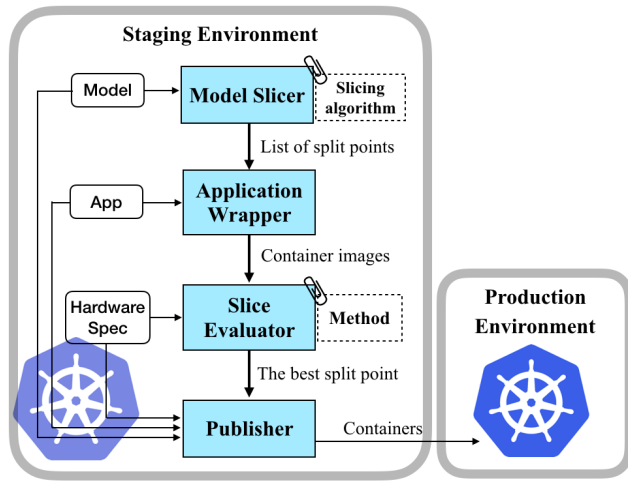 Staging Environment
Model
Model Slicer
Slicing
algorithm
List of split points
App
Application
Wrapper
Container images
Hardware
Spec
Slice
Evaluator
Method
The best split point
Publisher
Containers
Production
Environment